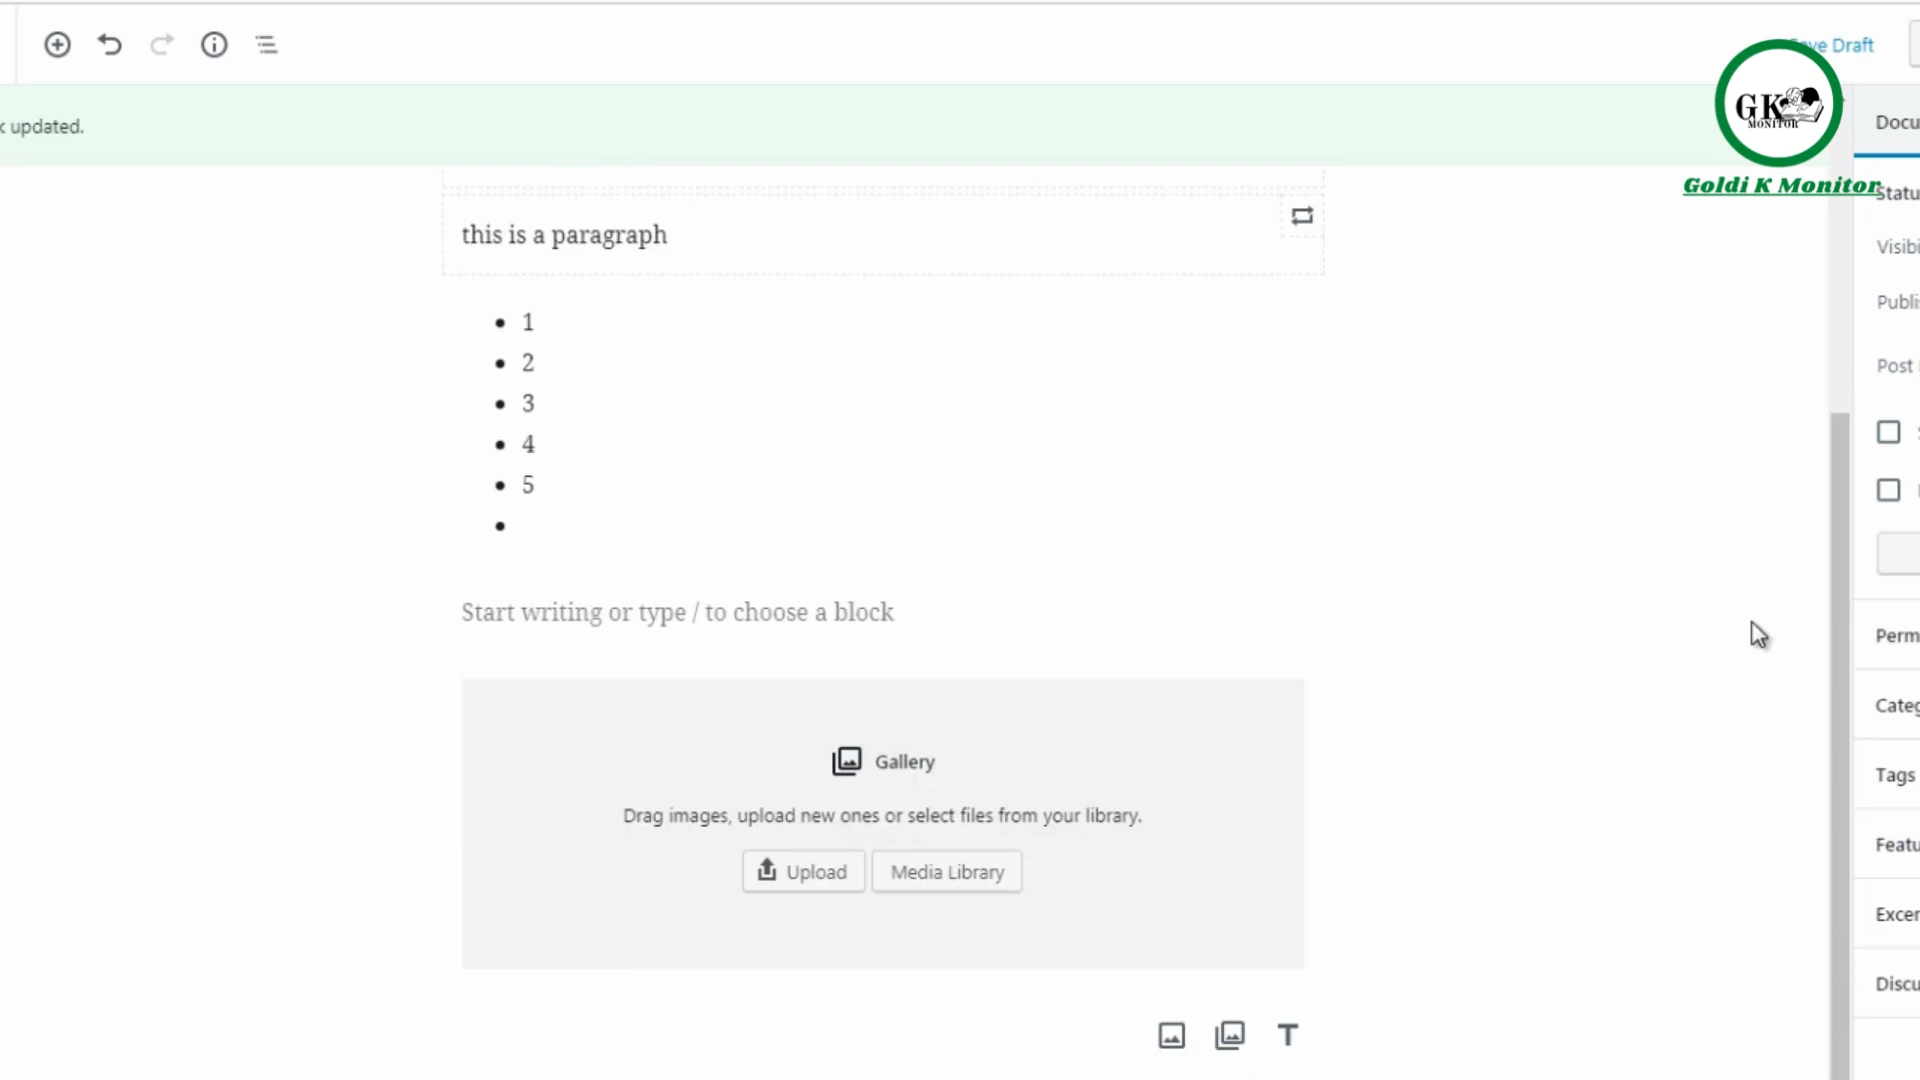 ve Draft
GK
MONITOR
Goldi K Monitor
updated.
Docu
Statu
this is a paragraph
Visibi
Publi
1
2
Post
3
4
5
Start writing or type / to choose a block
Perm
Categ
Gallery
Tags
Drag images, upload new ones or select files from your library.
Featu
Upload Media Library
Excer
Discu